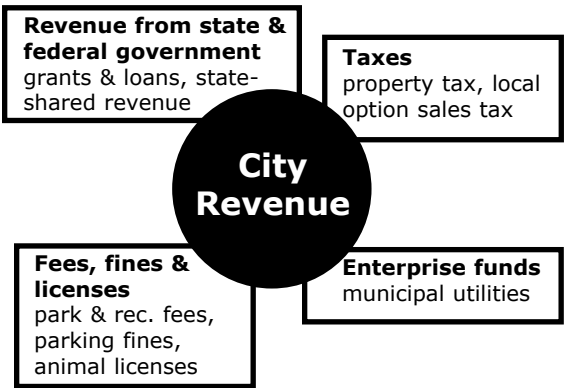 Revenue from state &
federal government
grants & loans, state-
shared revenue
Taxes
property tax, local
option sales tax
City
Revenue
Fees, fines &
licenses
park & rec. fees,
parking fines,
animal licenses
Enterprise funds
municipal utilities